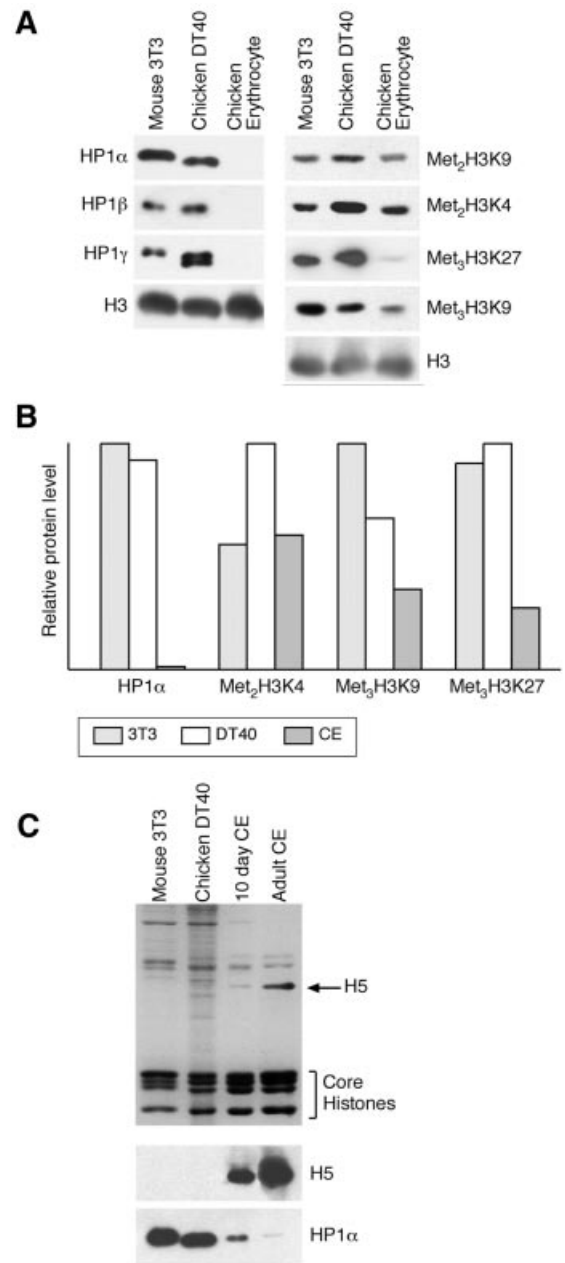 A
Mouse 3T3
Chicken DT40
Chicken
Erythrocyte
HP1α
HP1β
HP1γ
H3
Mouse 3T3
Chicken DT40
Chicken
Erythrocyte
Met₂H3K9
Met₂H3K4
Met₃H3K27
Met₃H3K9
H3
B
Relative protein level
HP1α
Met₂H3K4
Met₃H3K9
Met₃H3K27
3T3
DT40
CE
C
Mouse 3T3
Chicken DT40
10 day CE
Adult CE
H5
Core
Histones
H5
HP1α